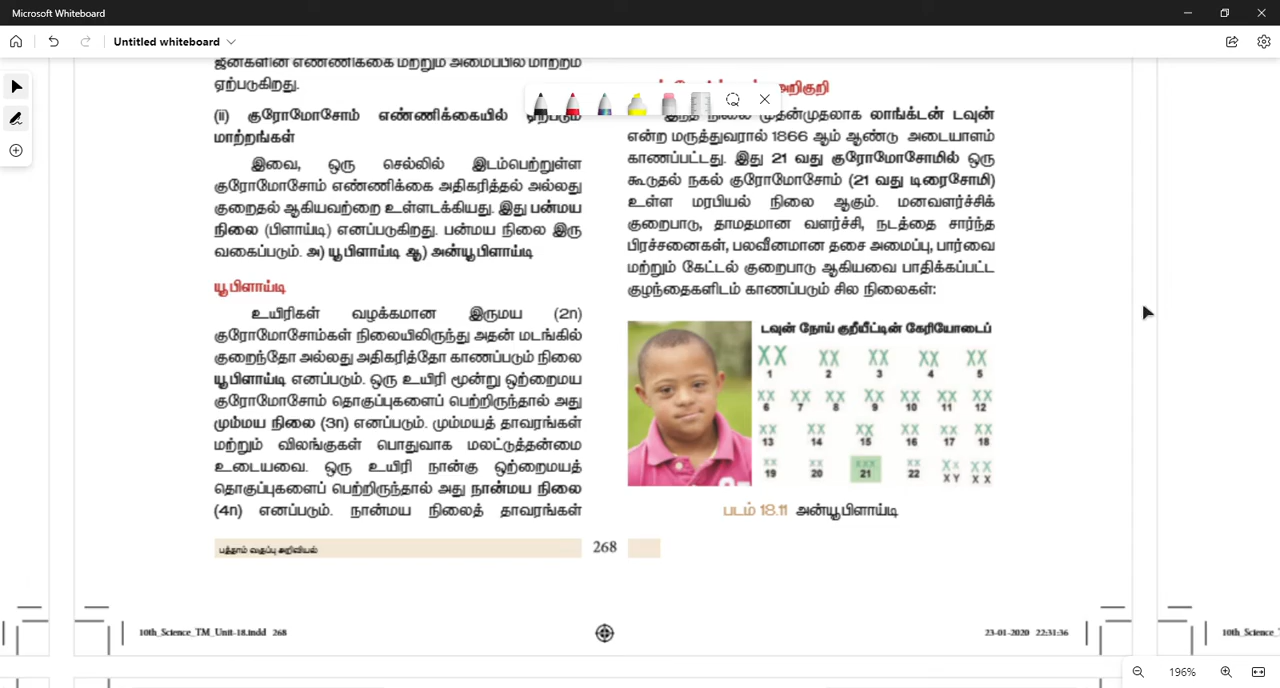 Microsoft Whiteboard
Untitled whiteboard
ஜீன்களின் எண்ணிக்கை மற்றும் அமைப்பில் மாற்றம்
ஏற்படுகிறது.
(ii) குரோமோசோம் எண்ணிக்கையில் ஏற்படும்
மாற்றங்கள்
இவை, ஒரு செல்லில் இடம்பெற்றுள்ள
குரோமோசோம் எண்ணிக்கை அதிகரித்தல் அல்லது
குறைதல் ஆகியவற்றை உள்ளடக்கியது. இது பன்மய
நிலை (பிளாய்டி) எனப்படுகிறது. பன்மய நிலை இரு
வகைப்படும். அ) யூபிளாய்டி ஆ) அன்யூபிளாய்டி
யூபிளாய்டி
உயிரிகள் வழக்கமான இருமய (2n)
குரோமோசோம்கள் நிலையிலிருந்து அதன் மடங்கில்
குறைந்தோ அல்லது அதிகரித்தோ காணப்படும் நிலை
யூபிளாய்டி எனப்படும். ஒரு உயிரி மூன்று ஒற்றைமய
குரோமோசோம் தொகுப்புகளைப் பெற்றிருந்தால் அது
மும்மய நிலை (3n) எனப்படும். மும்மயத் தாவரங்கள்
மற்றும் விலங்குகள் பொதுவாக மலட்டுத்தன்மை
உடையவை. ஒரு உயிரி நான்கு ஒற்றைமயத்
தொகுப்புகளைப் பெற்றிருந்தால் அது நான்மய நிலை
(4n) எனப்படும். நான்மய நிலைத் தாவரங்கள்
அறிகுறி
நிலை முதன்முதலாக லாங்க்டன் டவுன்
என்ற மருத்துவரால் 1866 ஆம் ஆண்டு அடையாளம்
காணப்பட்டது. இது 21 வது குரோமோசோமில் ஒரு
கூடுதல் நகல் குரோமோசோம் (21 வது டிரைசோமி)
உள்ள மரபியல் நிலை ஆகும். மனவளர்ச்சிக்
குறைபாடு, தாமதமான வளர்ச்சி, நடத்தை சார்ந்த
பிரச்சனைகள், பலவீனமான தசை அமைப்பு, பார்வை
மற்றும் கேட்டல் குறைபாடு ஆகியவை பாதிக்கப்பட்ட
குழந்தைகளிடம் காணப்படும் சில நிலைகள்:
டவுன் நோய் குறியீட்டின் கேரியோடைப்
1 2 3 4 5
6 7 8 9 10 11 12
13 14 15 16 17 18
19 20 21 22 X Y X X
படம் 18.11 அன்யூபிளாய்டி
பத்தாம் வகுப்பு அறிவியல்
268
10th_Science_TM_Unit-18.indd 268
23-01-2020 22:31:36
10th_Science_T
196%